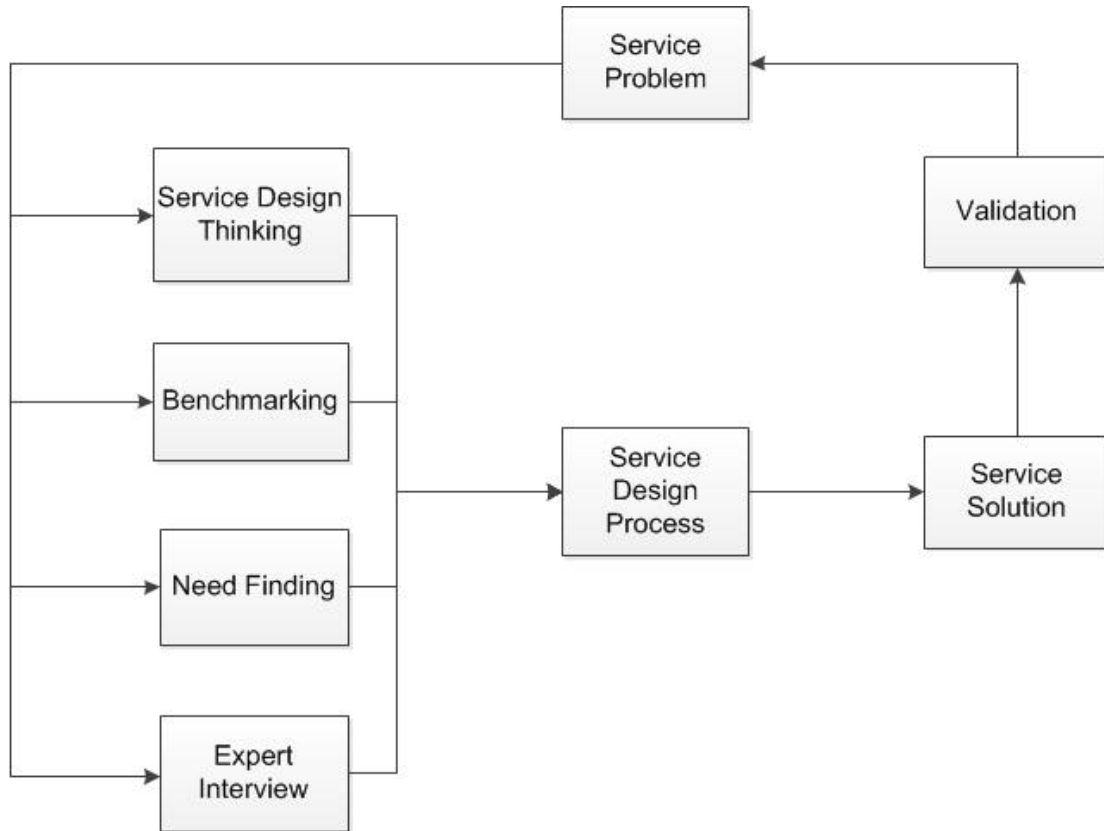 Service
Problem
Service Design
Thinking
Validation
Benchmarking
Service
Design
Process
Service
Solution
Need Finding
Expert
Interview